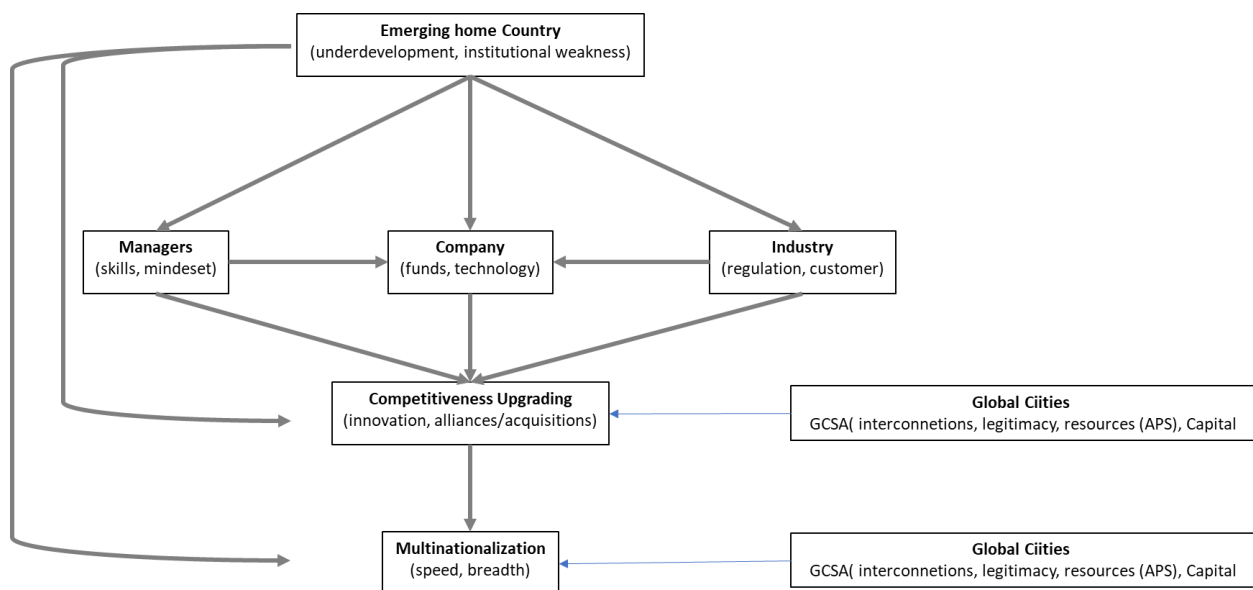 Emerging home Country
(underdevelopment, institutional weakness)
Managers
(skills, mindeset)
Company
(funds, technology)
Industry
(regulation, customer)
Competitiveness Upgrading
(innovation, alliances/acquisitions)
Global Ciities
GCSA( interconnetions, legitimacy, resources (APS), Capital
Multinationalization
(speed, breadth)
Global Ciities
GCSA( interconnetions, legitimacy, resources (APS), Capital